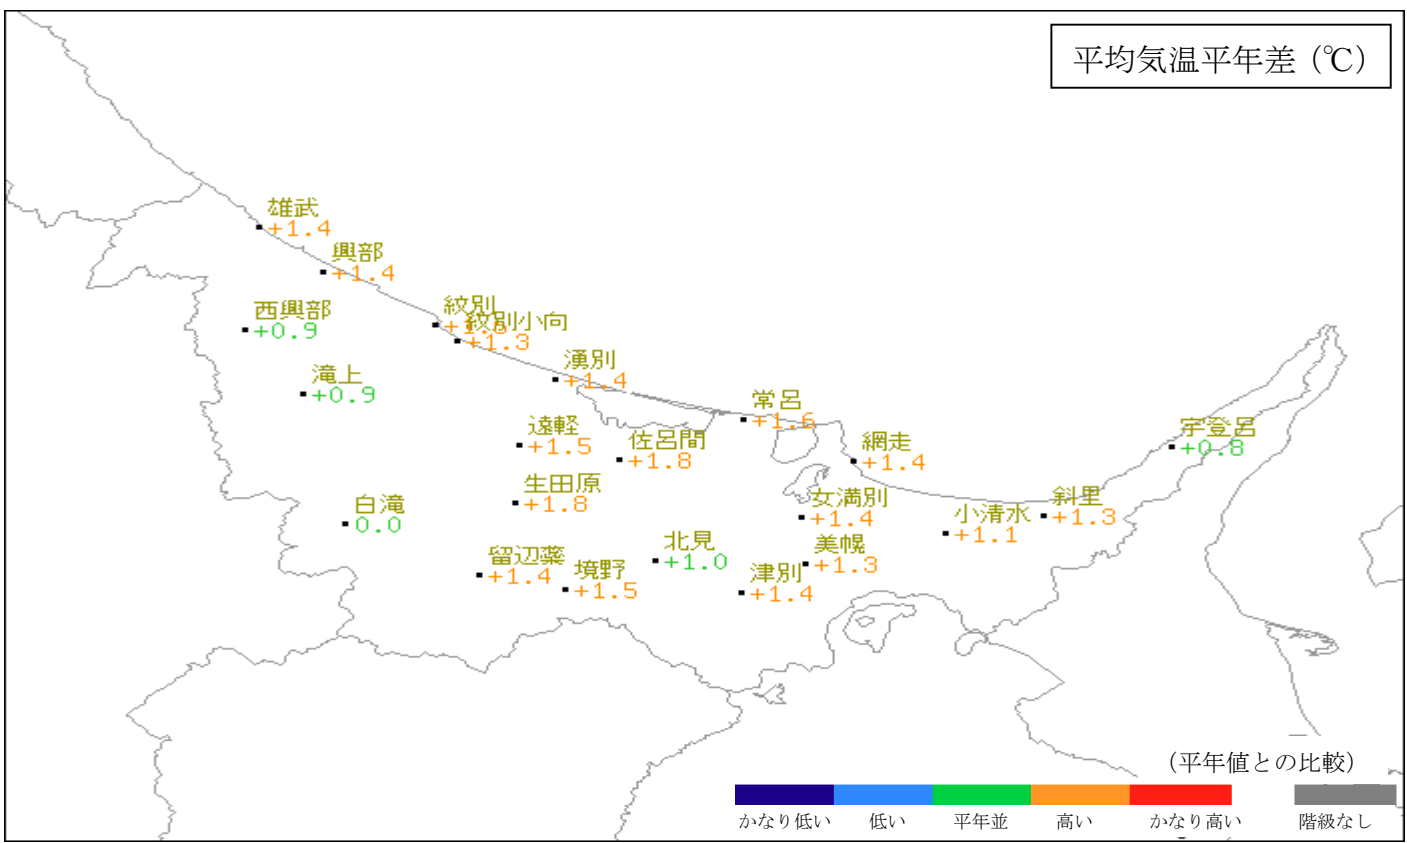 平均気温平年差（℃）
雄武
+1.4
興部
+1.4
西興部
+0.9
紋別
紋別小向
+1.3
湧別
+1.4
滝上
+0.9
常呂
+1.6
遠軽
+1.5
佐呂間
+1.8
網走
+1.4
宇登呂
+0.8
生田原
+1.8
白滝
0.0
女満別
+1.4
小清水
+1.1
斜里
+1.3
北見
+1.0
美幌
+1.3
留辺蘂
+1.4
境野
+1.5
津別
+1.4
（平年値との比較）
かなり低い 低い 平年並 高い かなり高い 階級なし